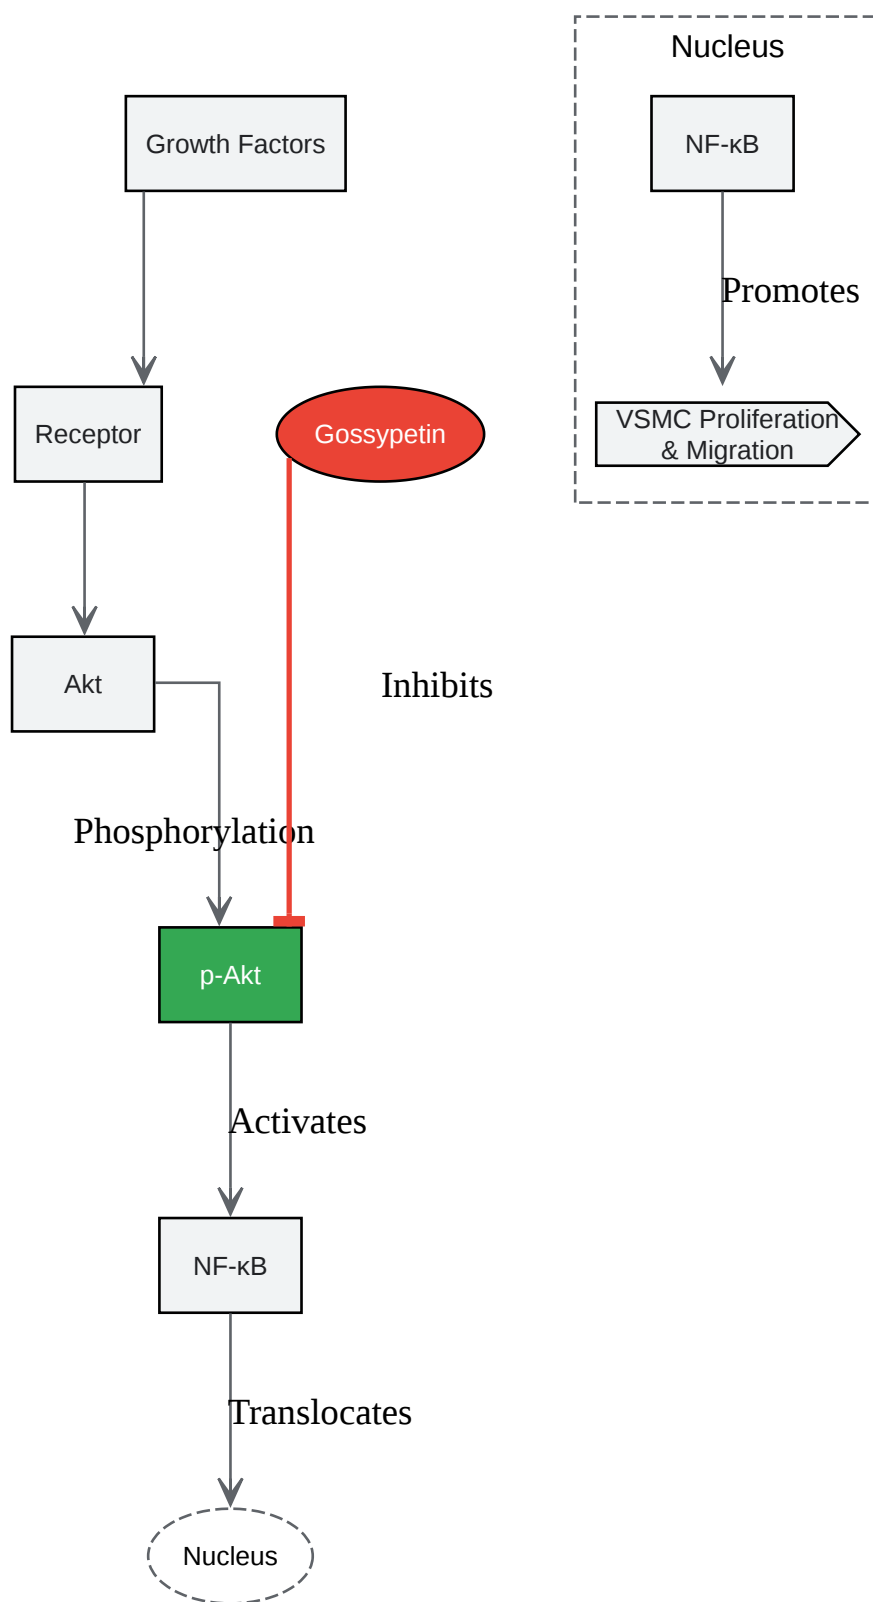 Nucleus
Growth Factors
NF-κB
Promotes
Receptor
Gossypetin
VSMC Proliferation
& Migration
Akt
Inhibits
Phosphorylation
p-Akt
Activates
NF-κB
Translocates
Nucleus